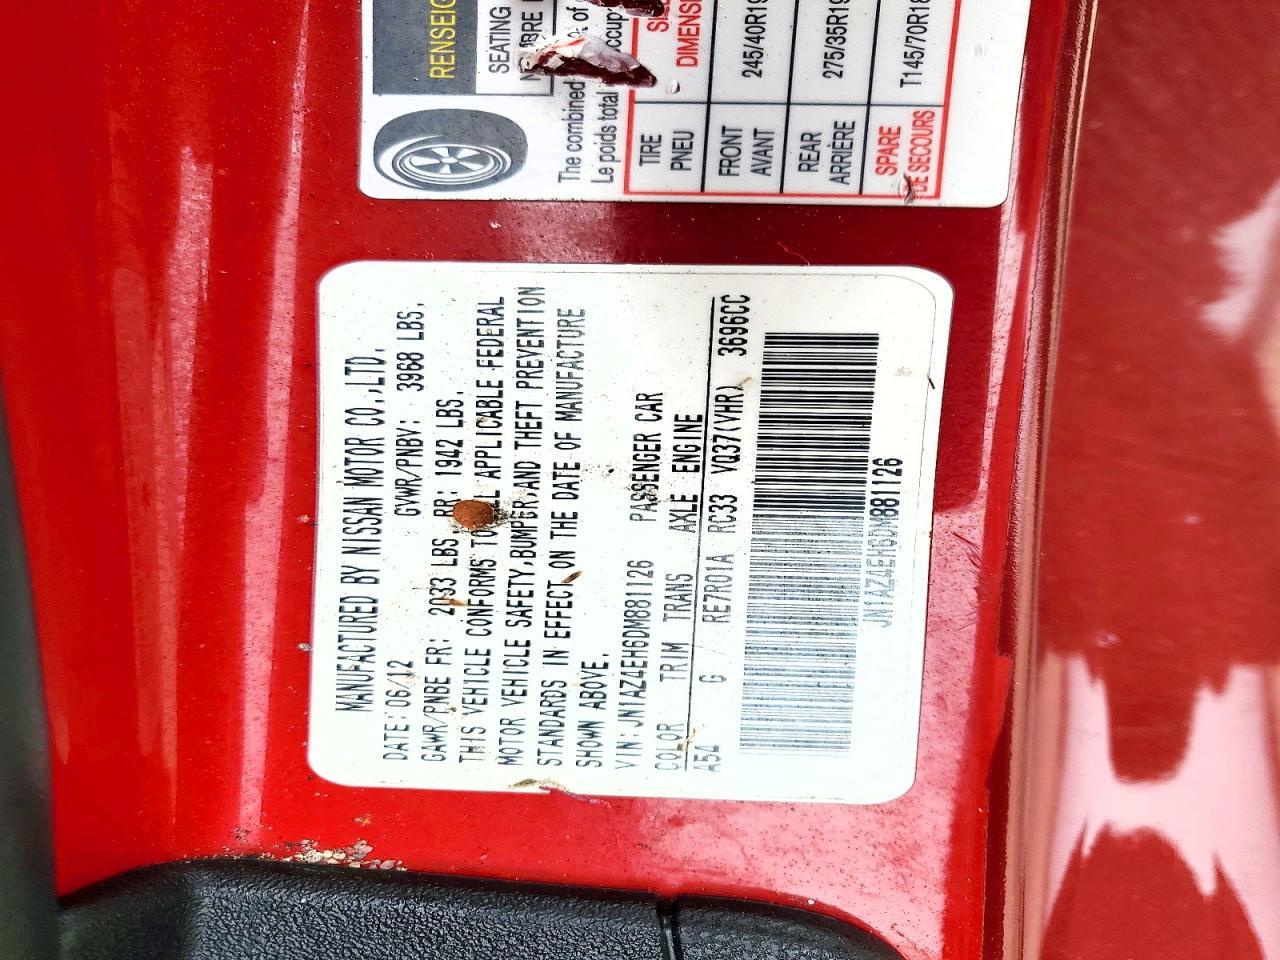 MANUFACTURED BY NISSAN MOTOR CO.,LTD.
DATE: 06/12 GVWR/PNBV: 3968 LBS.
GAWR/PNBE FR: 2033 LBS. RR: 1942 LBS.
THIS VEHICLE CONFORMS TO ALL APPLICABLE FEDERAL
MOTOR VEHICLE SAFETY,BUMPER,AND THEFT PREVENTION
STANDARDS IN EFFECT ON THE DATE OF MANUFACTURE
SHOWN ABOVE.
VIN:JN1AZ4EH6DM881126 PASSENGER CAR
COLOR TRIM TRANS AXLE ENGINE
A54 G RE7R01A RC33 VQ37(VHR) 3696CC
JN1AZ4EH6DM881126
RENSEIG
SEATING
The combined
Le poids total
TIRE
PNEU
DIMENSI
FRONT
AVANT
245/40R19
REAR
ARRIÈRE
275/35R19
SPARE
DE SECOURS
T145/70R18